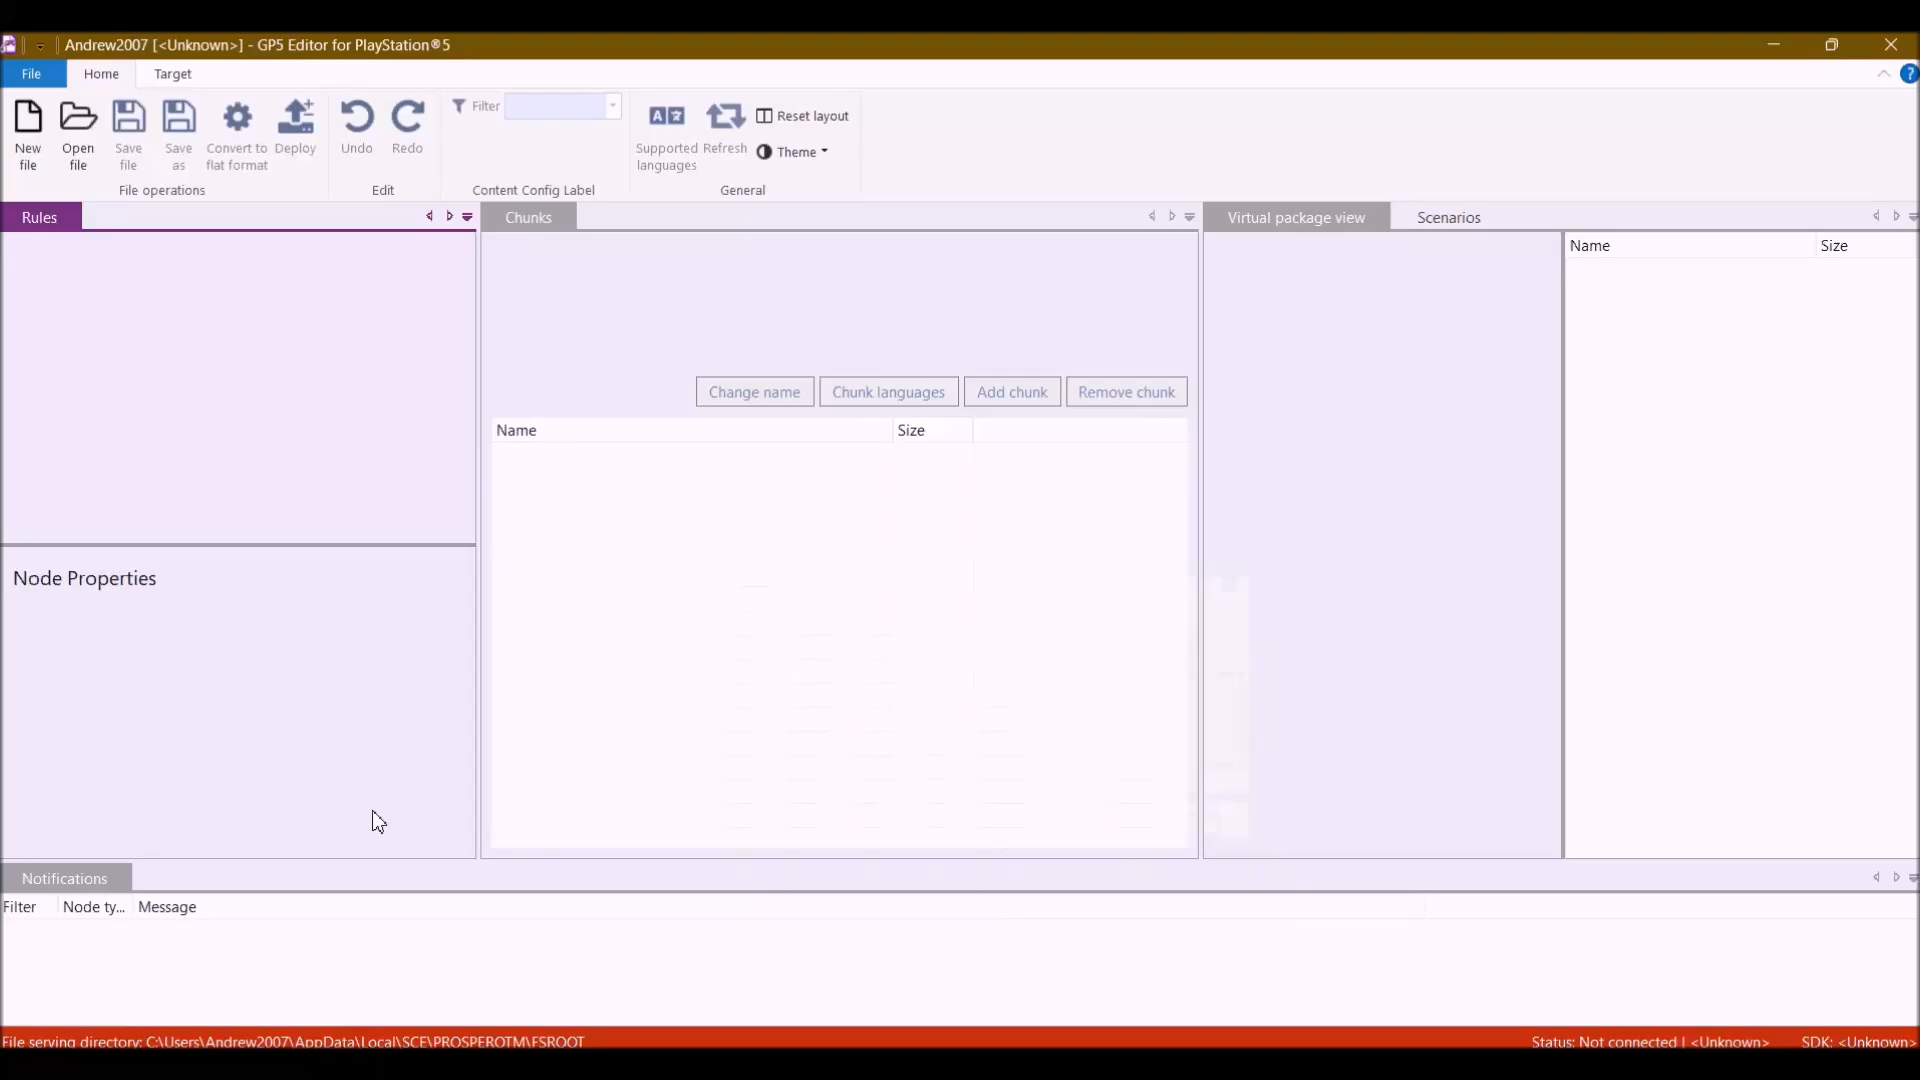 Andrew2007 [<Unknown>] - GP5 Editor for PlayStation®5
File Home Target ?
New file
Open file
Save file
Save as
Convert to flat format
Deploy
File operations
Undo
Redo
Edit
Filter
Content Config Label
Supported languages
Refresh
Reset layout
Theme
General
Rules
Chunks
Virtual package view
Scenarios
Name Size
Change name
Chunk languages
Add chunk
Remove chunk
Name Size
Node Properties
Notifications
Filter Node ty... Message
File serving directory: C:\Users\Andrew2007\AppData\Local\SCE\PROSPEROTM\FSROOT
Status: Not connected | <Unknown> SDK: <Unknown>